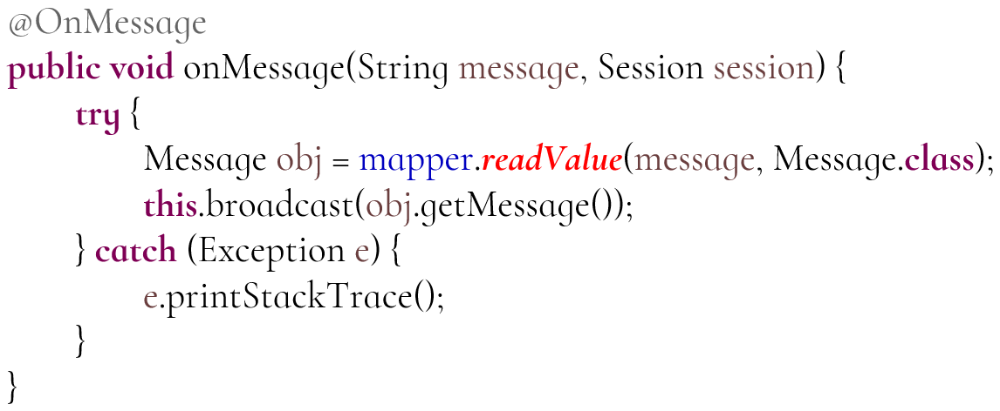 @OnMessage
public void onMessage(String message, Session session) {
try {
Message obj = mapper.readValue(message, Message.class);
this.broadcast(obj.getMessage());
} catch (Exception e) {
e.printStackTrace();
}
}